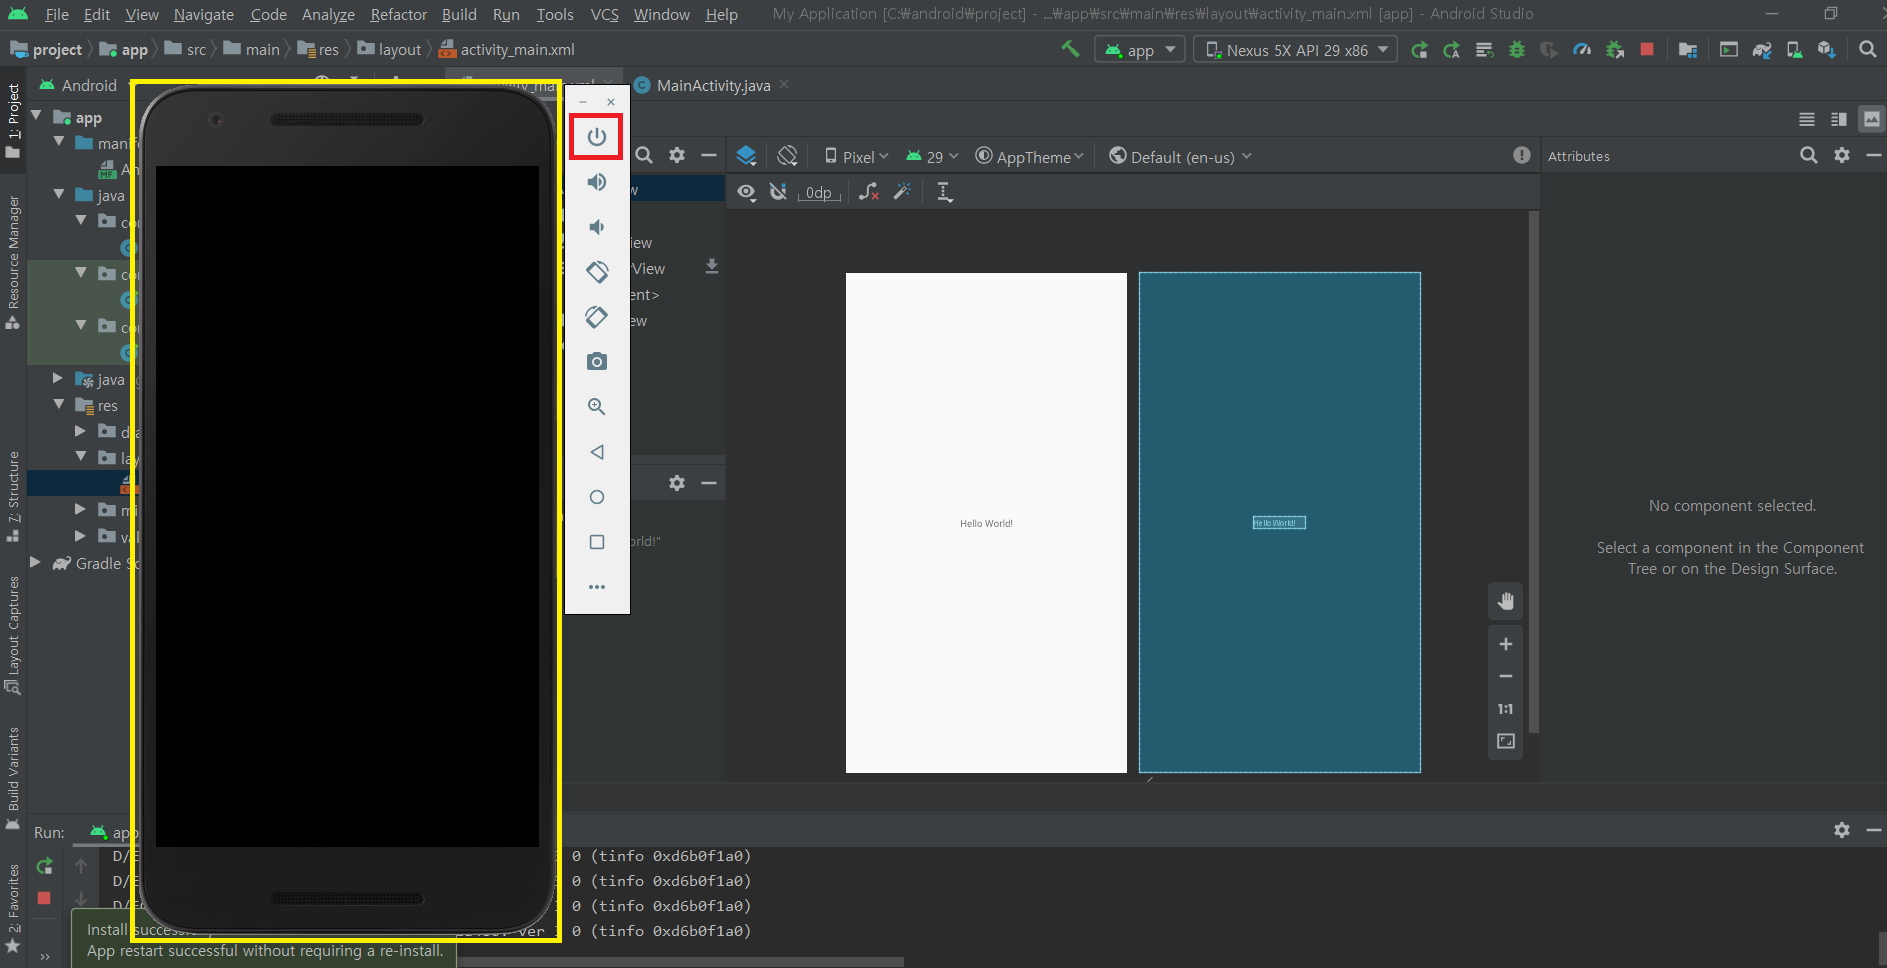 File Edit View Navigate Code Analyze Refactor Build Run Tools VCS Window Help My Application [C:₩android₩project] - ...₩app₩src₩main₩res₩layout₩activity_main.xml [app] - Android Studio
project app src main res layout activity_main.xml
app Nexus 5X API 29 x86
Android
MainActivity.java
1: Project
Resource Manager
7: Structure
Layout Captures
Build Variants
2: Favorites
app
manif
java
java
res
Gradle Sc
Pixel 29 AppTheme Default (en-us)
0dp
Attributes
ent>
orld!"
Hello World!
Hello World!
1:1
No component selected.
Select a component in the Component
Tree or on the Design Surface.
Run: app
D/E 0 (tinfo 0xd6b0f1a0)
D/E 0 (tinfo 0xd6b0f1a0)
0 (tinfo 0xd6b0f1a0)
ver 0 (tinfo 0xd6b0f1a0)
Install success
App restart successful without requiring a re-install.